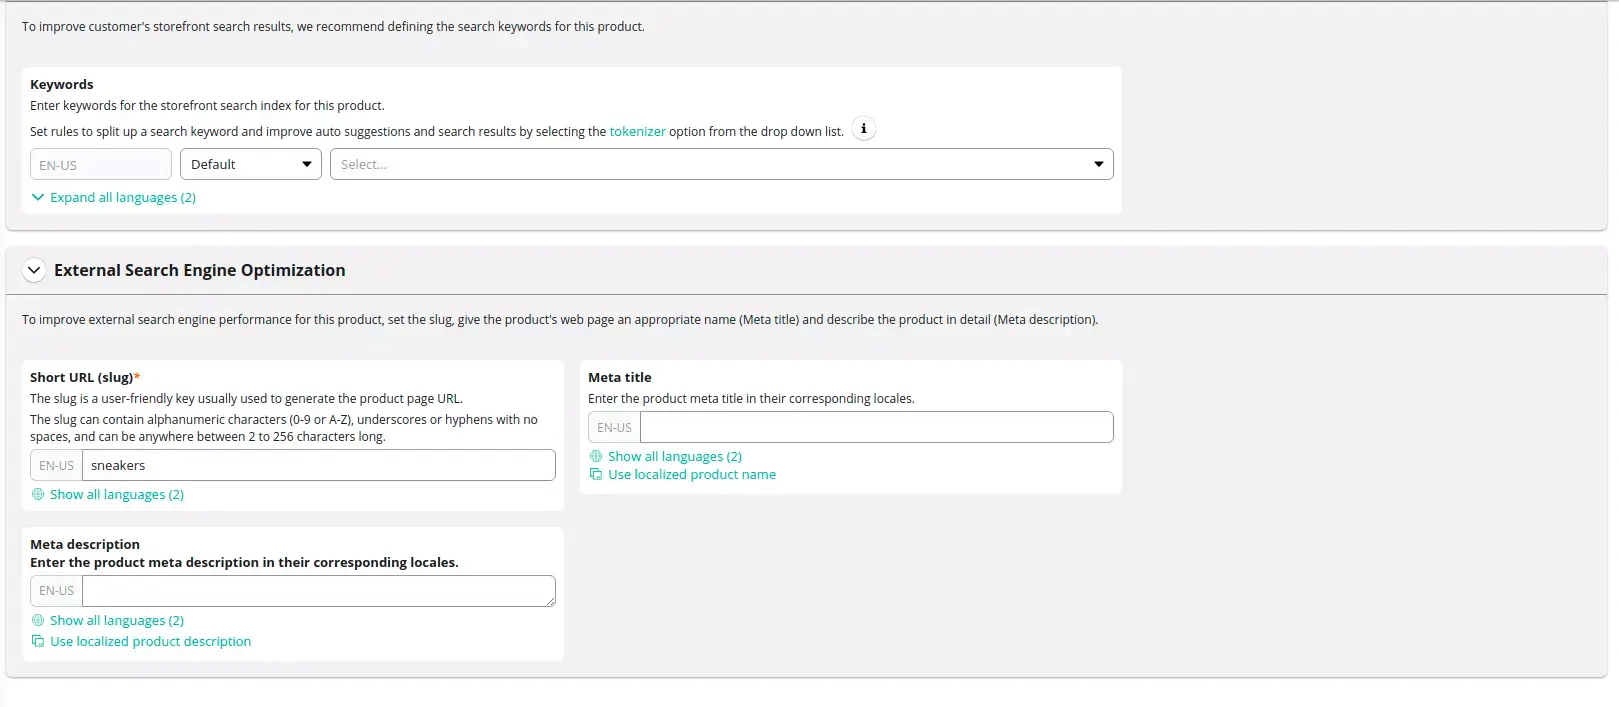 To improve customer's storefront search results, we recommend defining the search keywords for this product.
Keywords
Enter keywords for the storefront search index for this product.
Set rules to split up a search keyword and improve auto suggestions and search results by selecting the tokenizer option from the drop down list. i
EN-US Default Select...
Expand all languages (2)
External Search Engine Optimization
To improve external search engine performance for this product, set the slug, give the product's web page an appropriate name (Meta title) and describe the product in detail (Meta description).
Short URL (slug)*
The slug is a user-friendly key usually used to generate the product page URL.
The slug can contain alphanumeric characters (0-9 or A-Z), underscores or hyphens with no
spaces, and can be anywhere between 2 to 256 characters long.
EN-US sneakers
Show all languages (2)
Meta title
Enter the product meta title in their corresponding locales.
EN-US
Show all languages (2)
Use localized product name
Meta description
Enter the product meta description in their corresponding locales.
EN-US
Show all languages (2)
Use localized product description